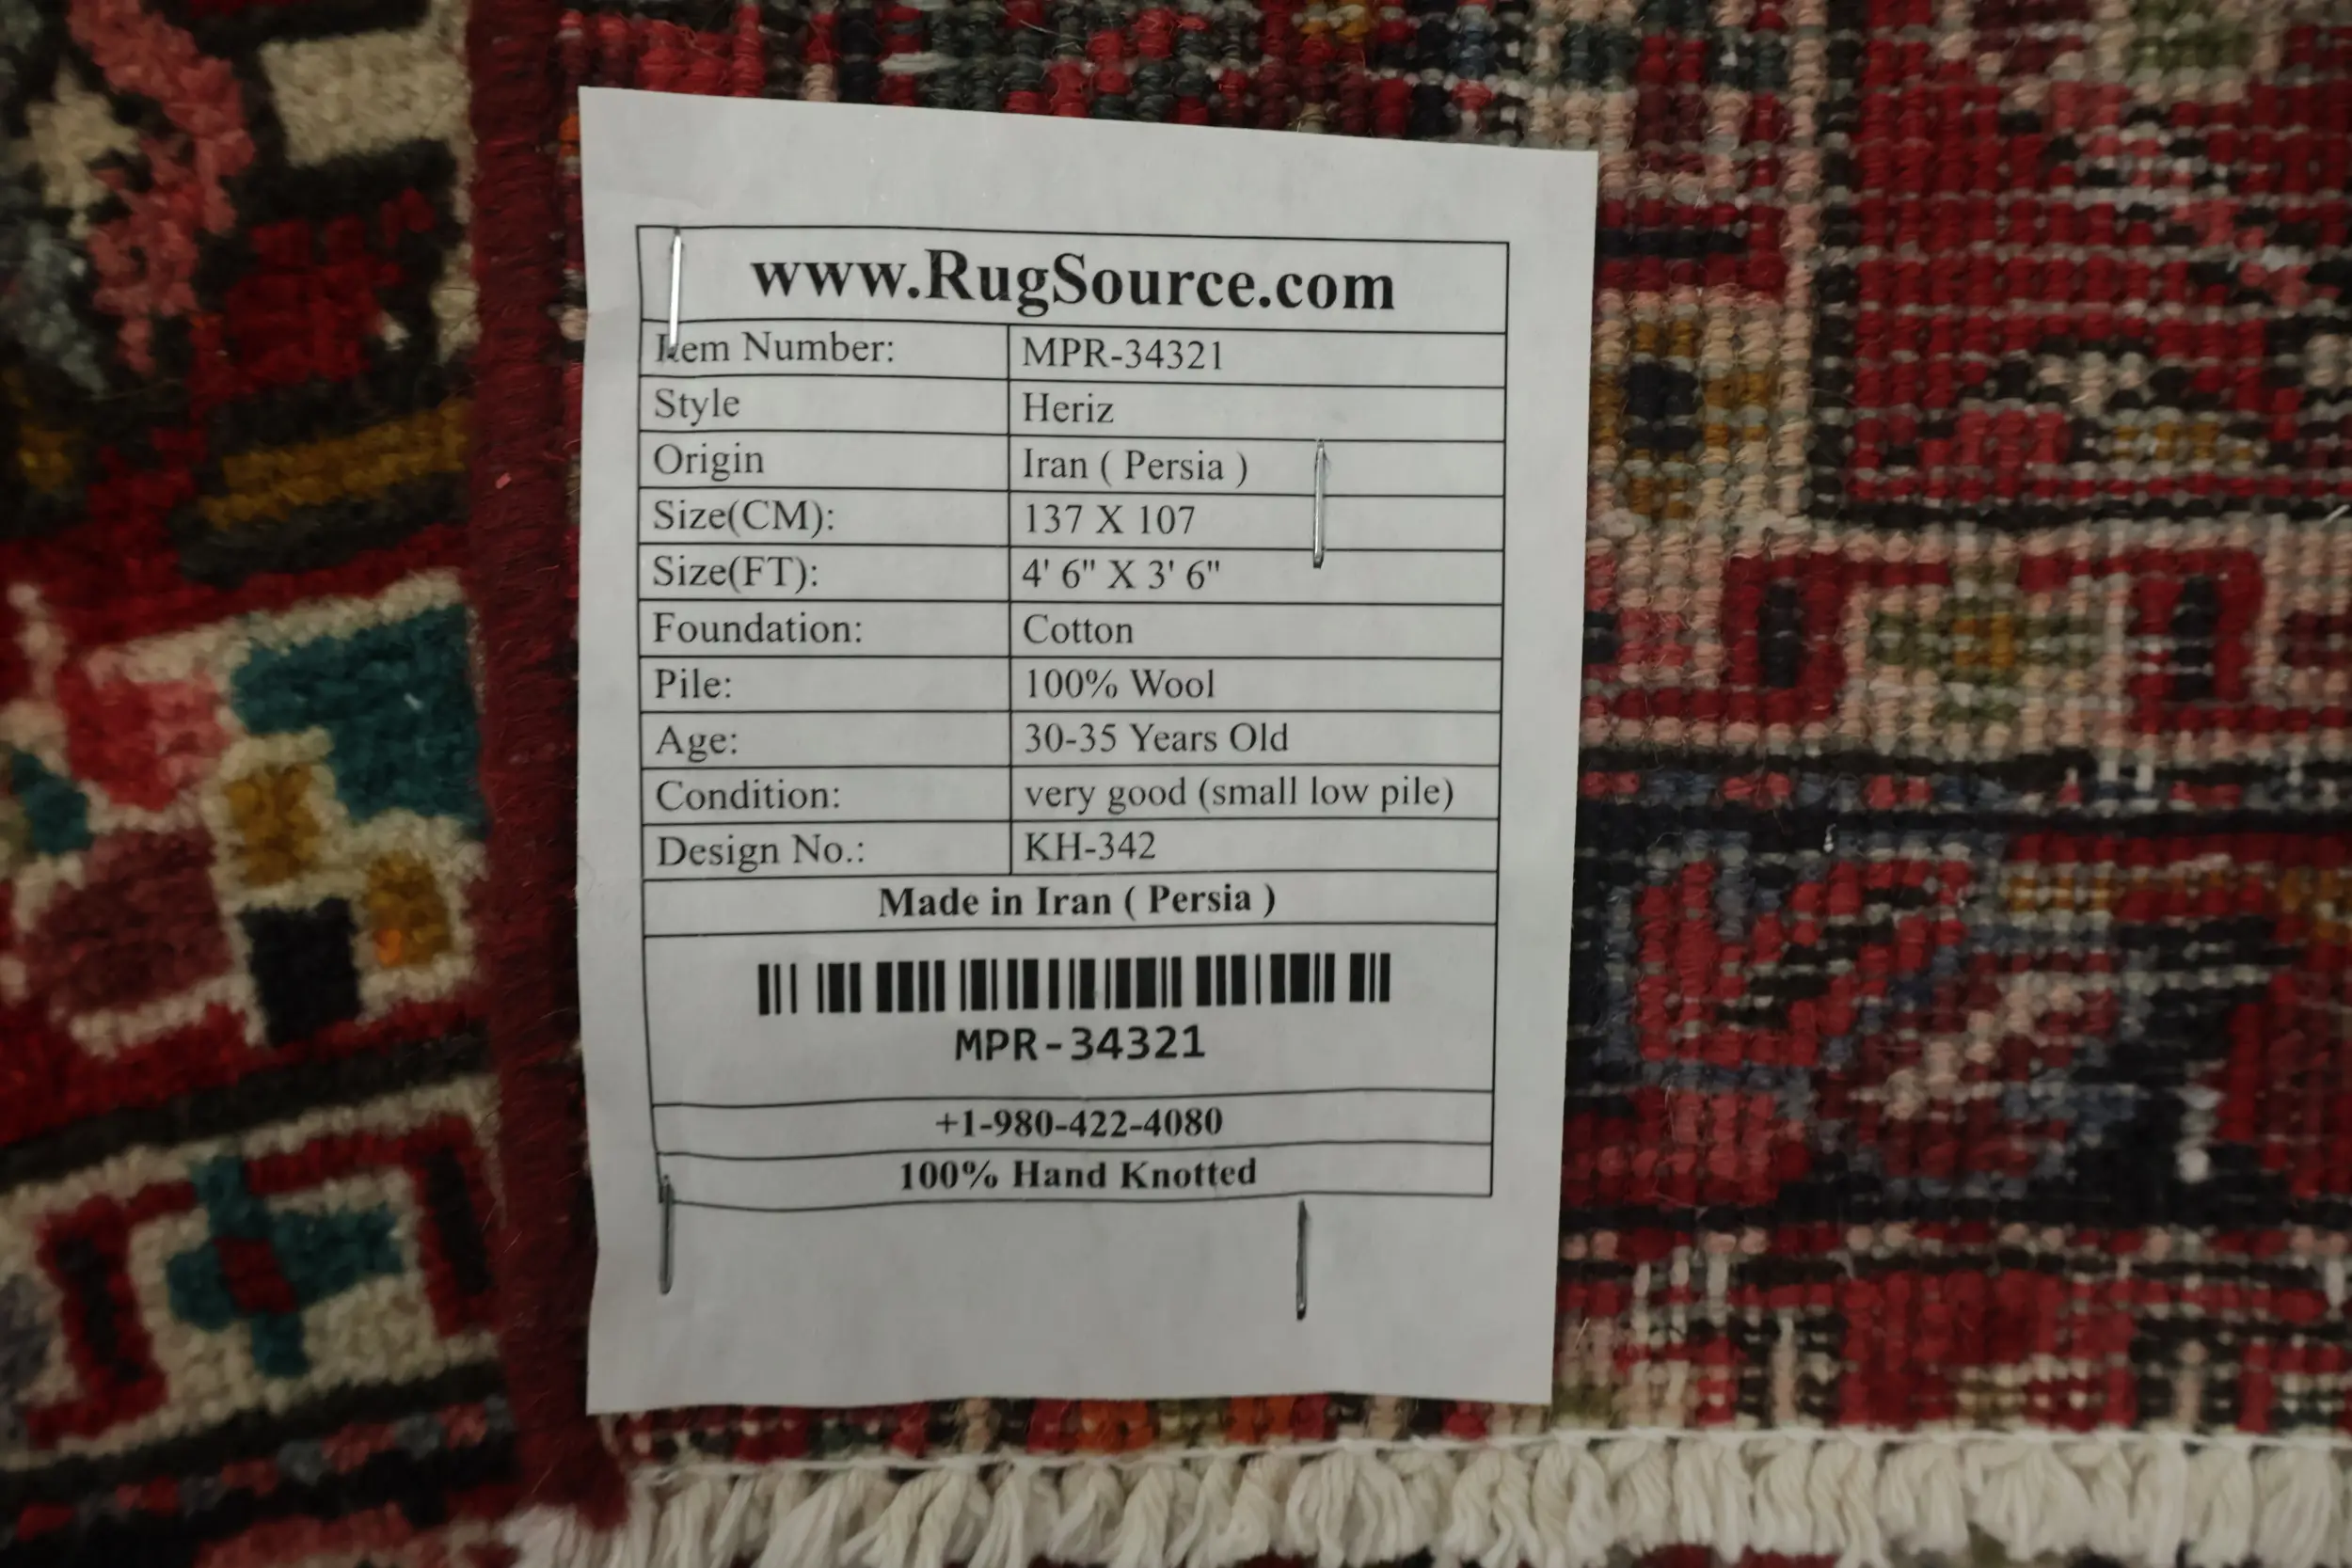 www.RugSource.com
Item Number: MPR-34321
Style Heriz
Origin Iran ( Persia )
Size(CM): 137 X 107
Size(FT): 4' 6" X 3' 6"
Foundation: Cotton
Pile: 100% Wool
Age: 30-35 Years Old
Condition: very good (small low pile)
Design No.: KH-342
Made in Iran ( Persia )
MPR-34321
+1-980-422-4080
100% Hand Knotted